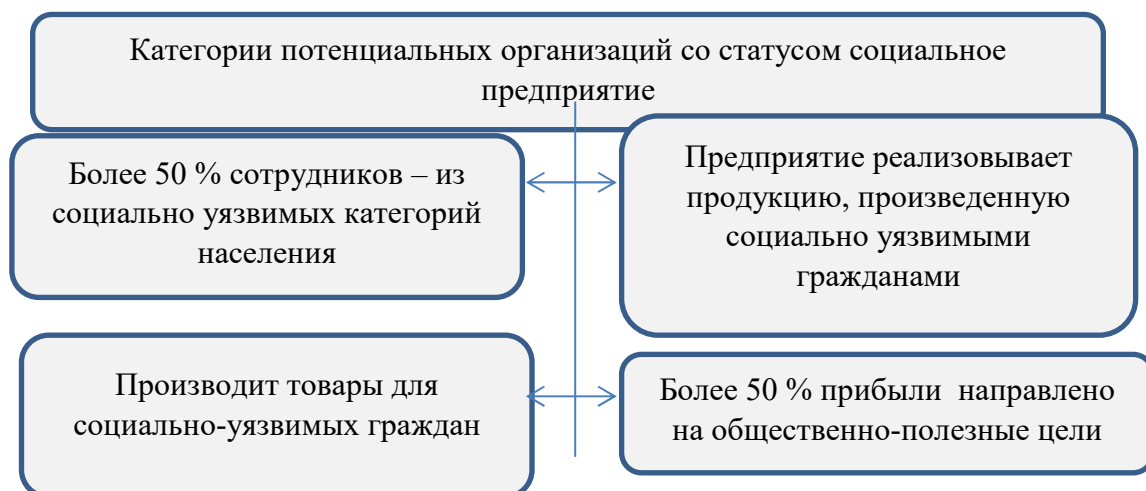 Категории потенциальных организаций со статусом социальное
предприятие
Более 50 % сотрудников – из
социально уязвимых категорий
населения
Предприятие реализовывает
продукцию, произведенную
социально уязвимыми
гражданами
Производит товары для
социально-уязвимых граждан
Более 50 % прибыли направлено
на общественно-полезные цели